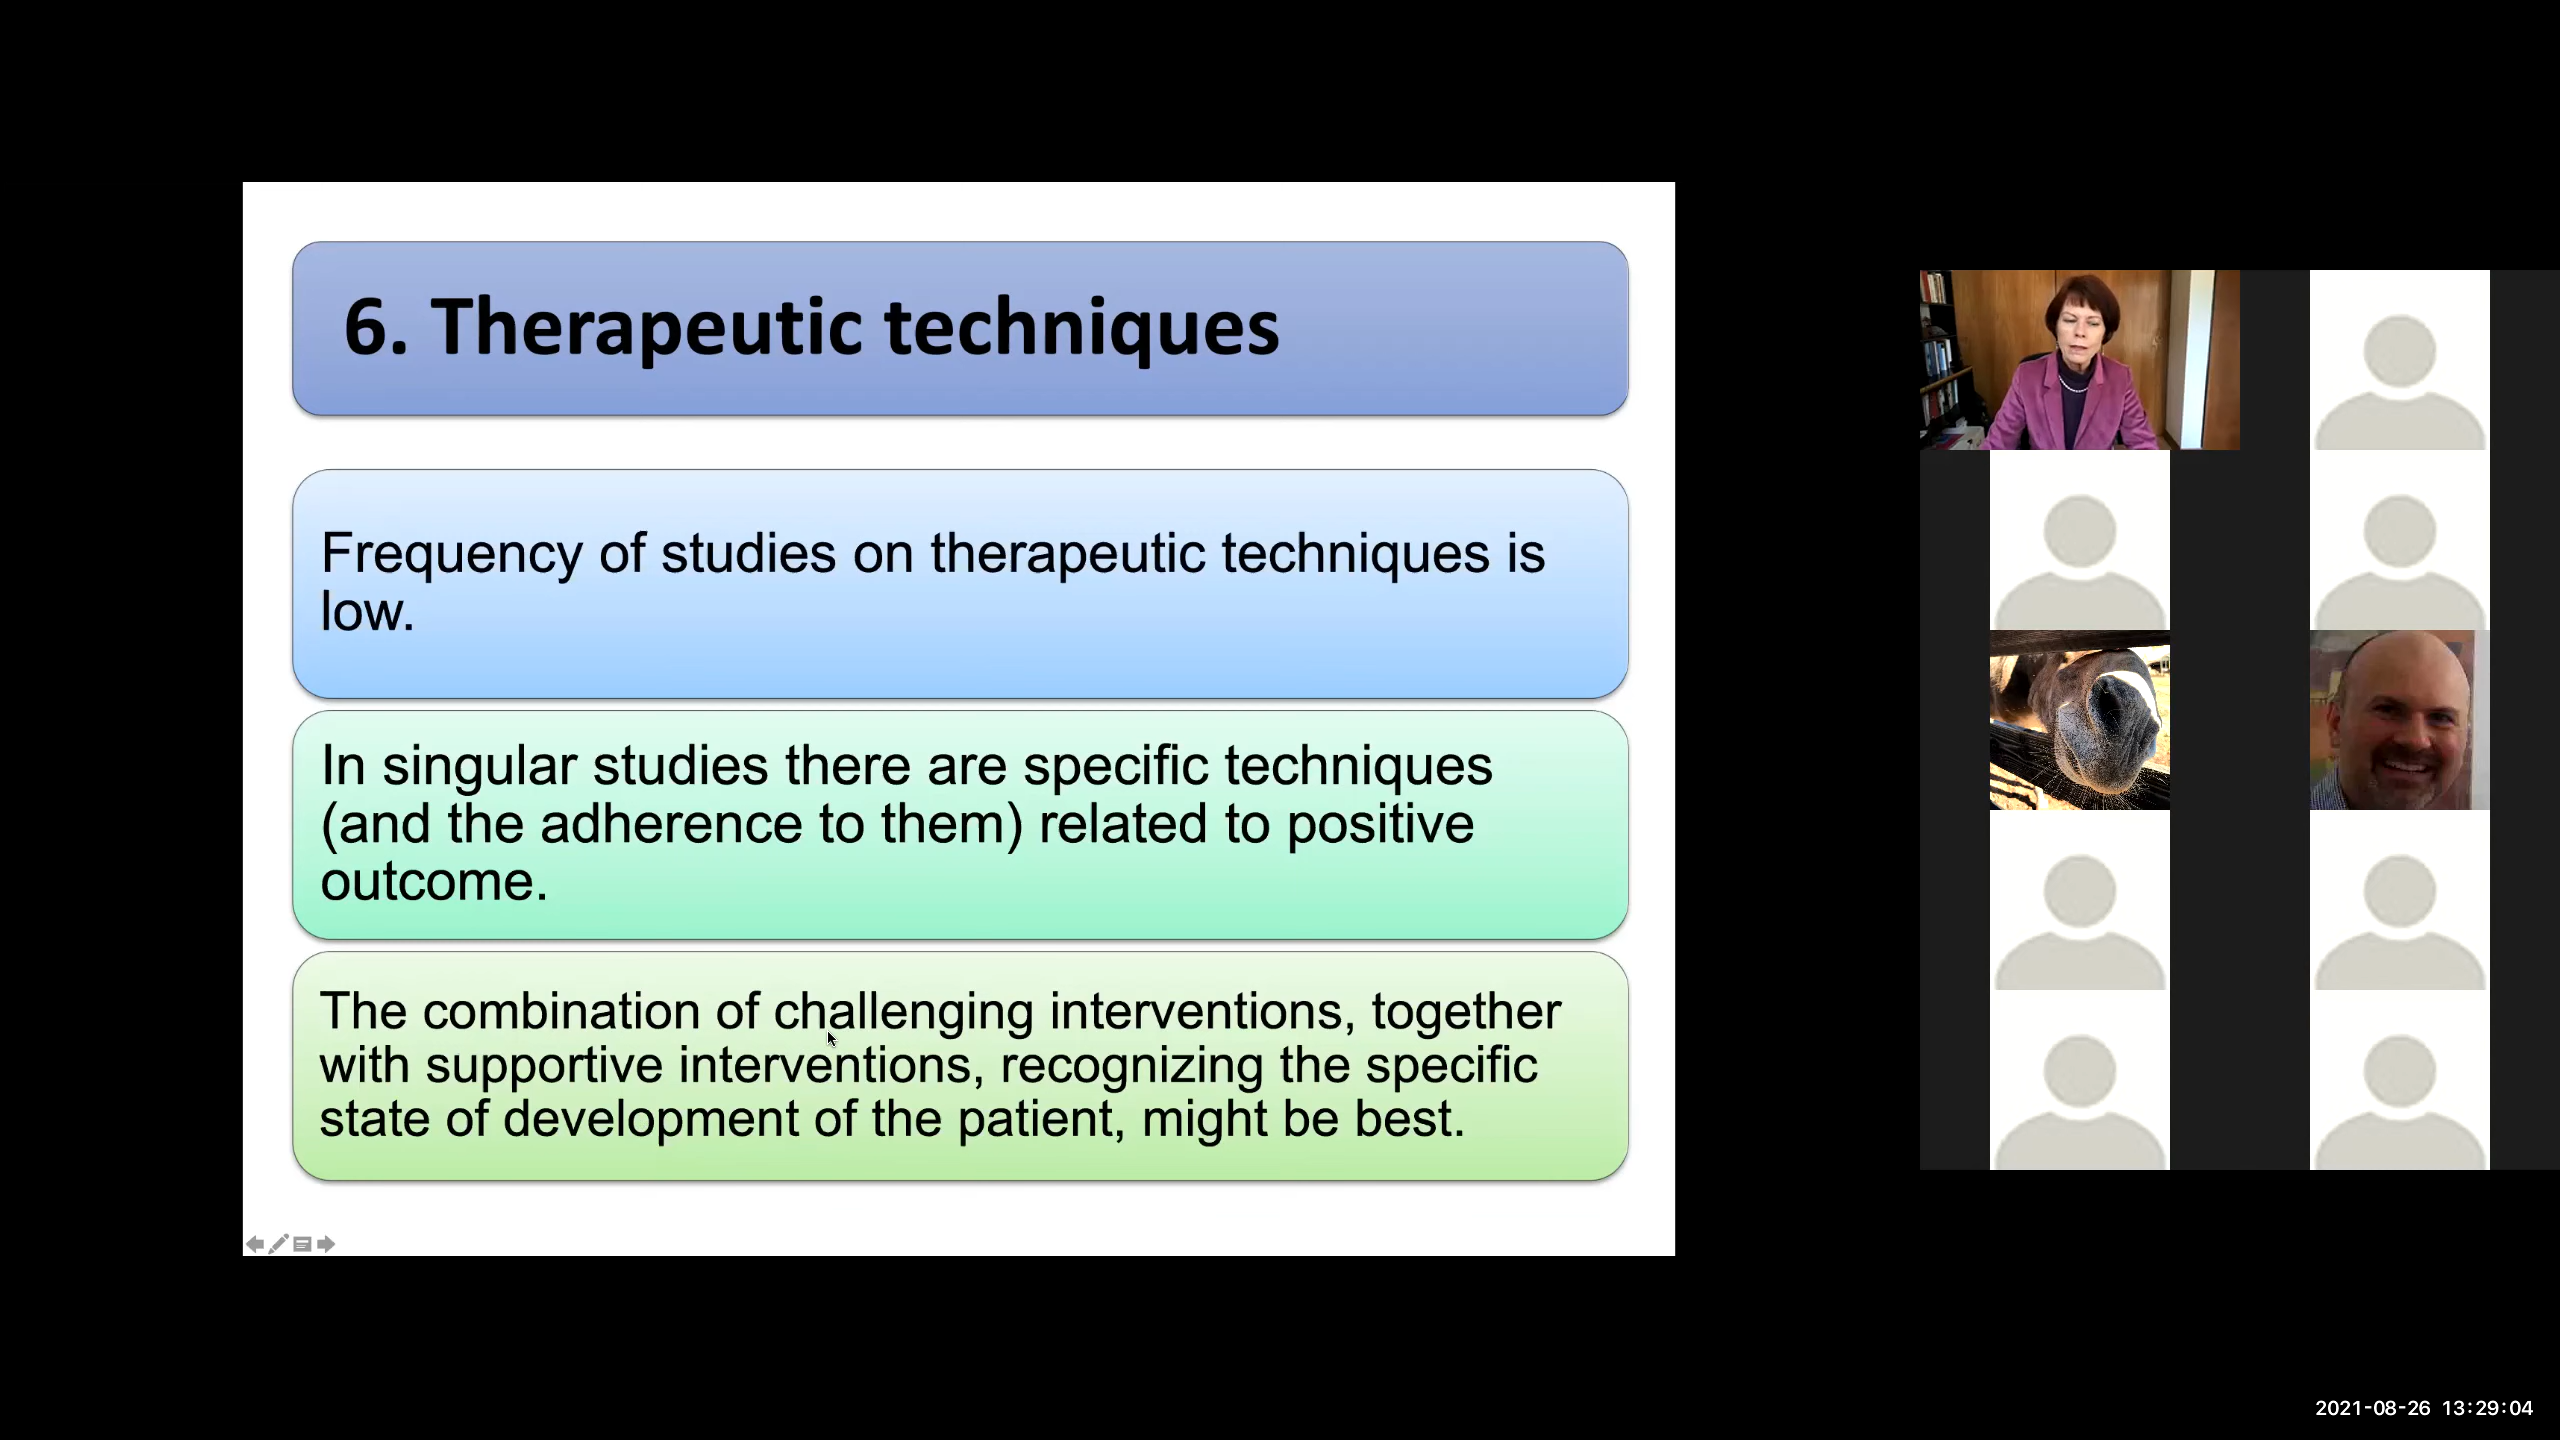 6. Therapeutic techniques
Frequency of studies on therapeutic techniques is
low.
In singular studies there are specific techniques
(and the adherence to them) related to positive
outcome.
The combination of challenging interventions, together
with supportive interventions, recognizing the specific
state of development of the patient, might be best.
2021-08-26 13:29:04